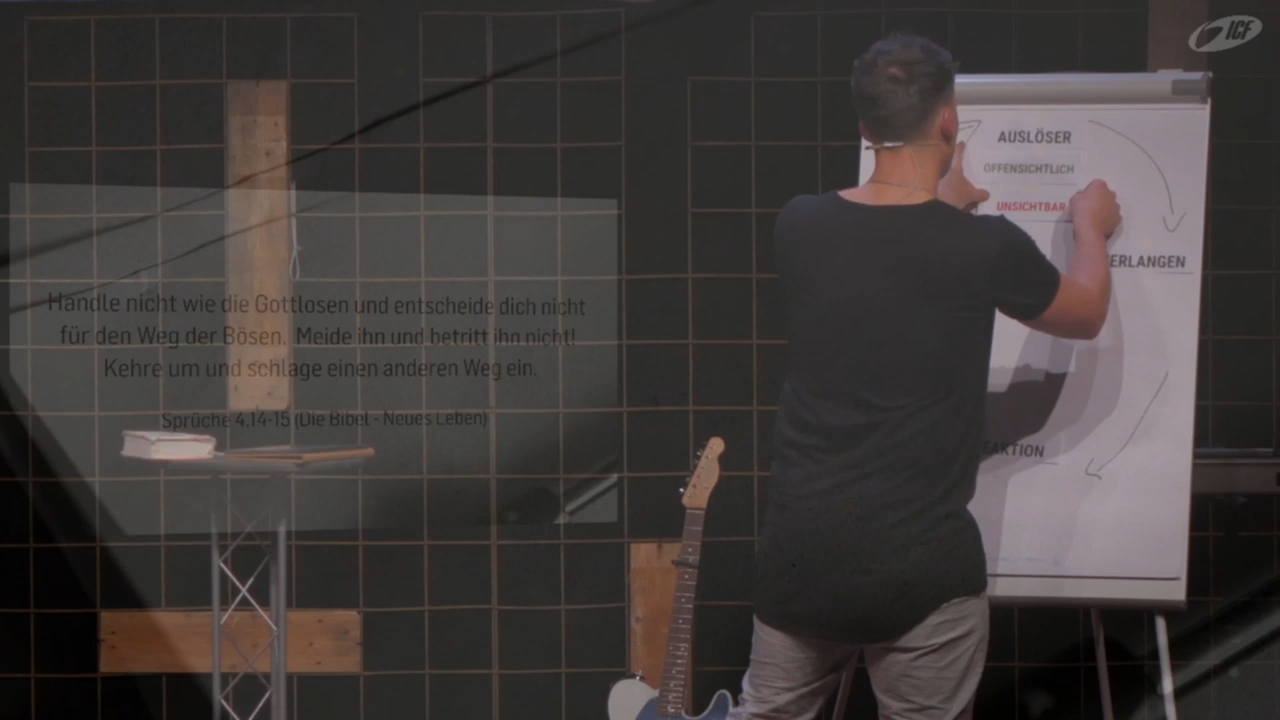 ICF
AUSLÖSER
OFFENSICHTLICH
UNSICHTBAR
ERLANGEN
EAKTION
Handle nicht wie die Gottlosen und entscheide dich nicht
für den Weg der Bösen. Meide ihn und betritt ihn nicht!
Kehre um und schlage einen anderen Weg ein.
Sprüche 4,14-15 (Die Bibel - Neues Leben)